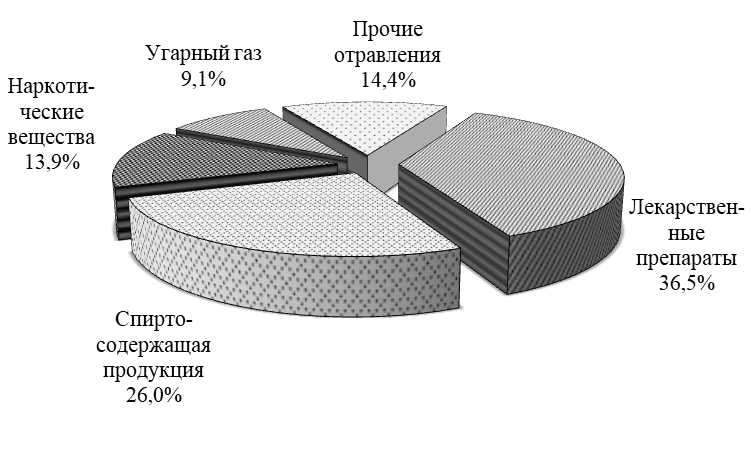 Прочие
отравления
14,4%
Угарный газ
9,1%
Наркоти-
ческие
вещества
13,9%
Лекарствен-
ные
препараты
36,5%
Спирто-
содержащая
продукция
26,0%